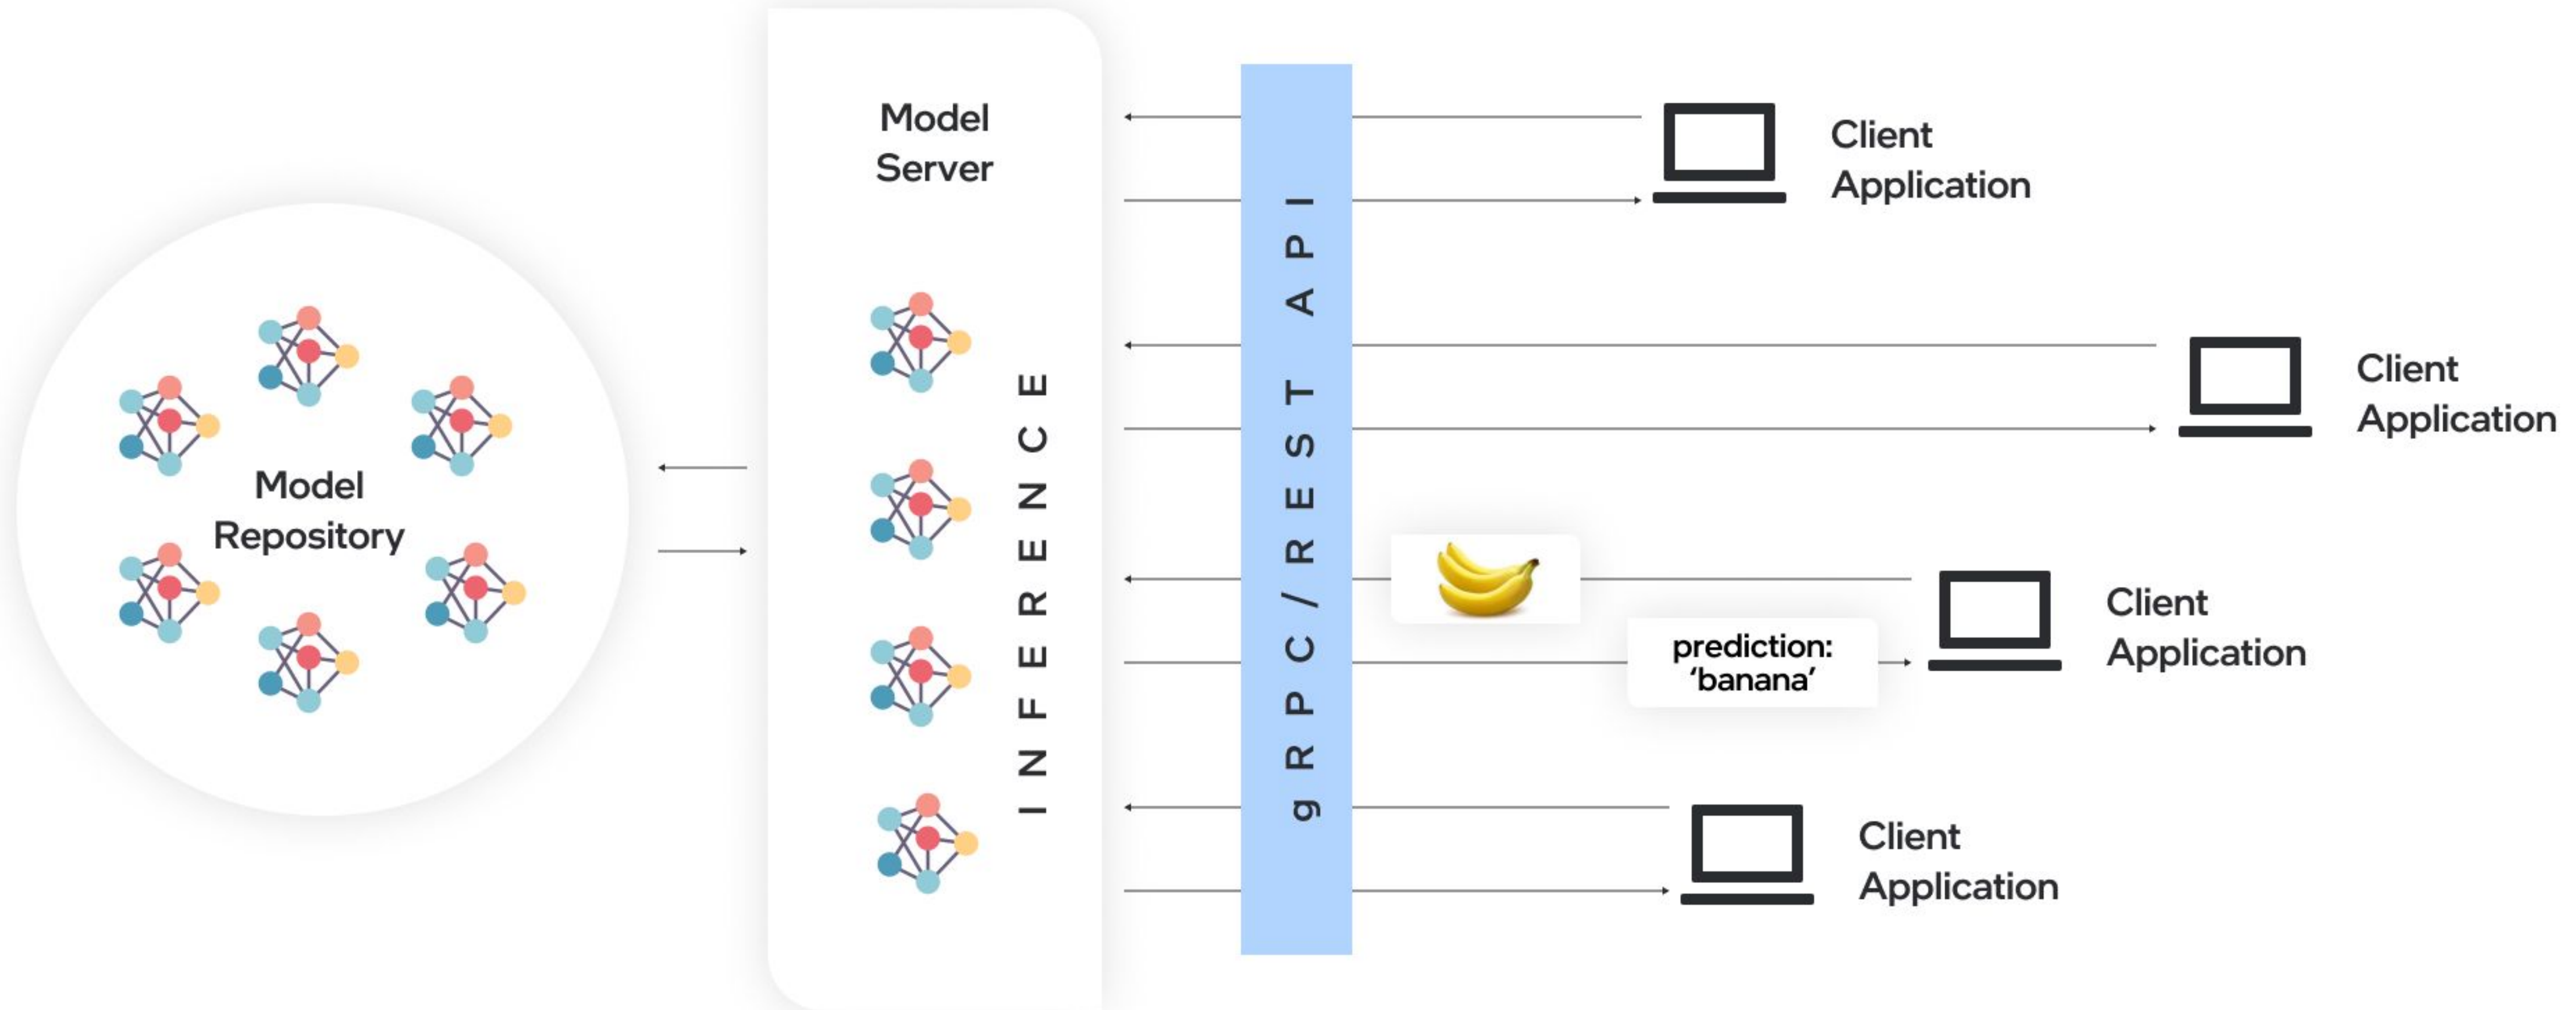 Model
Repository
Model
Server
INFERENCE
gRPC/REST API
Client
Application
Client
Application
prediction:
‘banana’
Client
Application
Client
Application